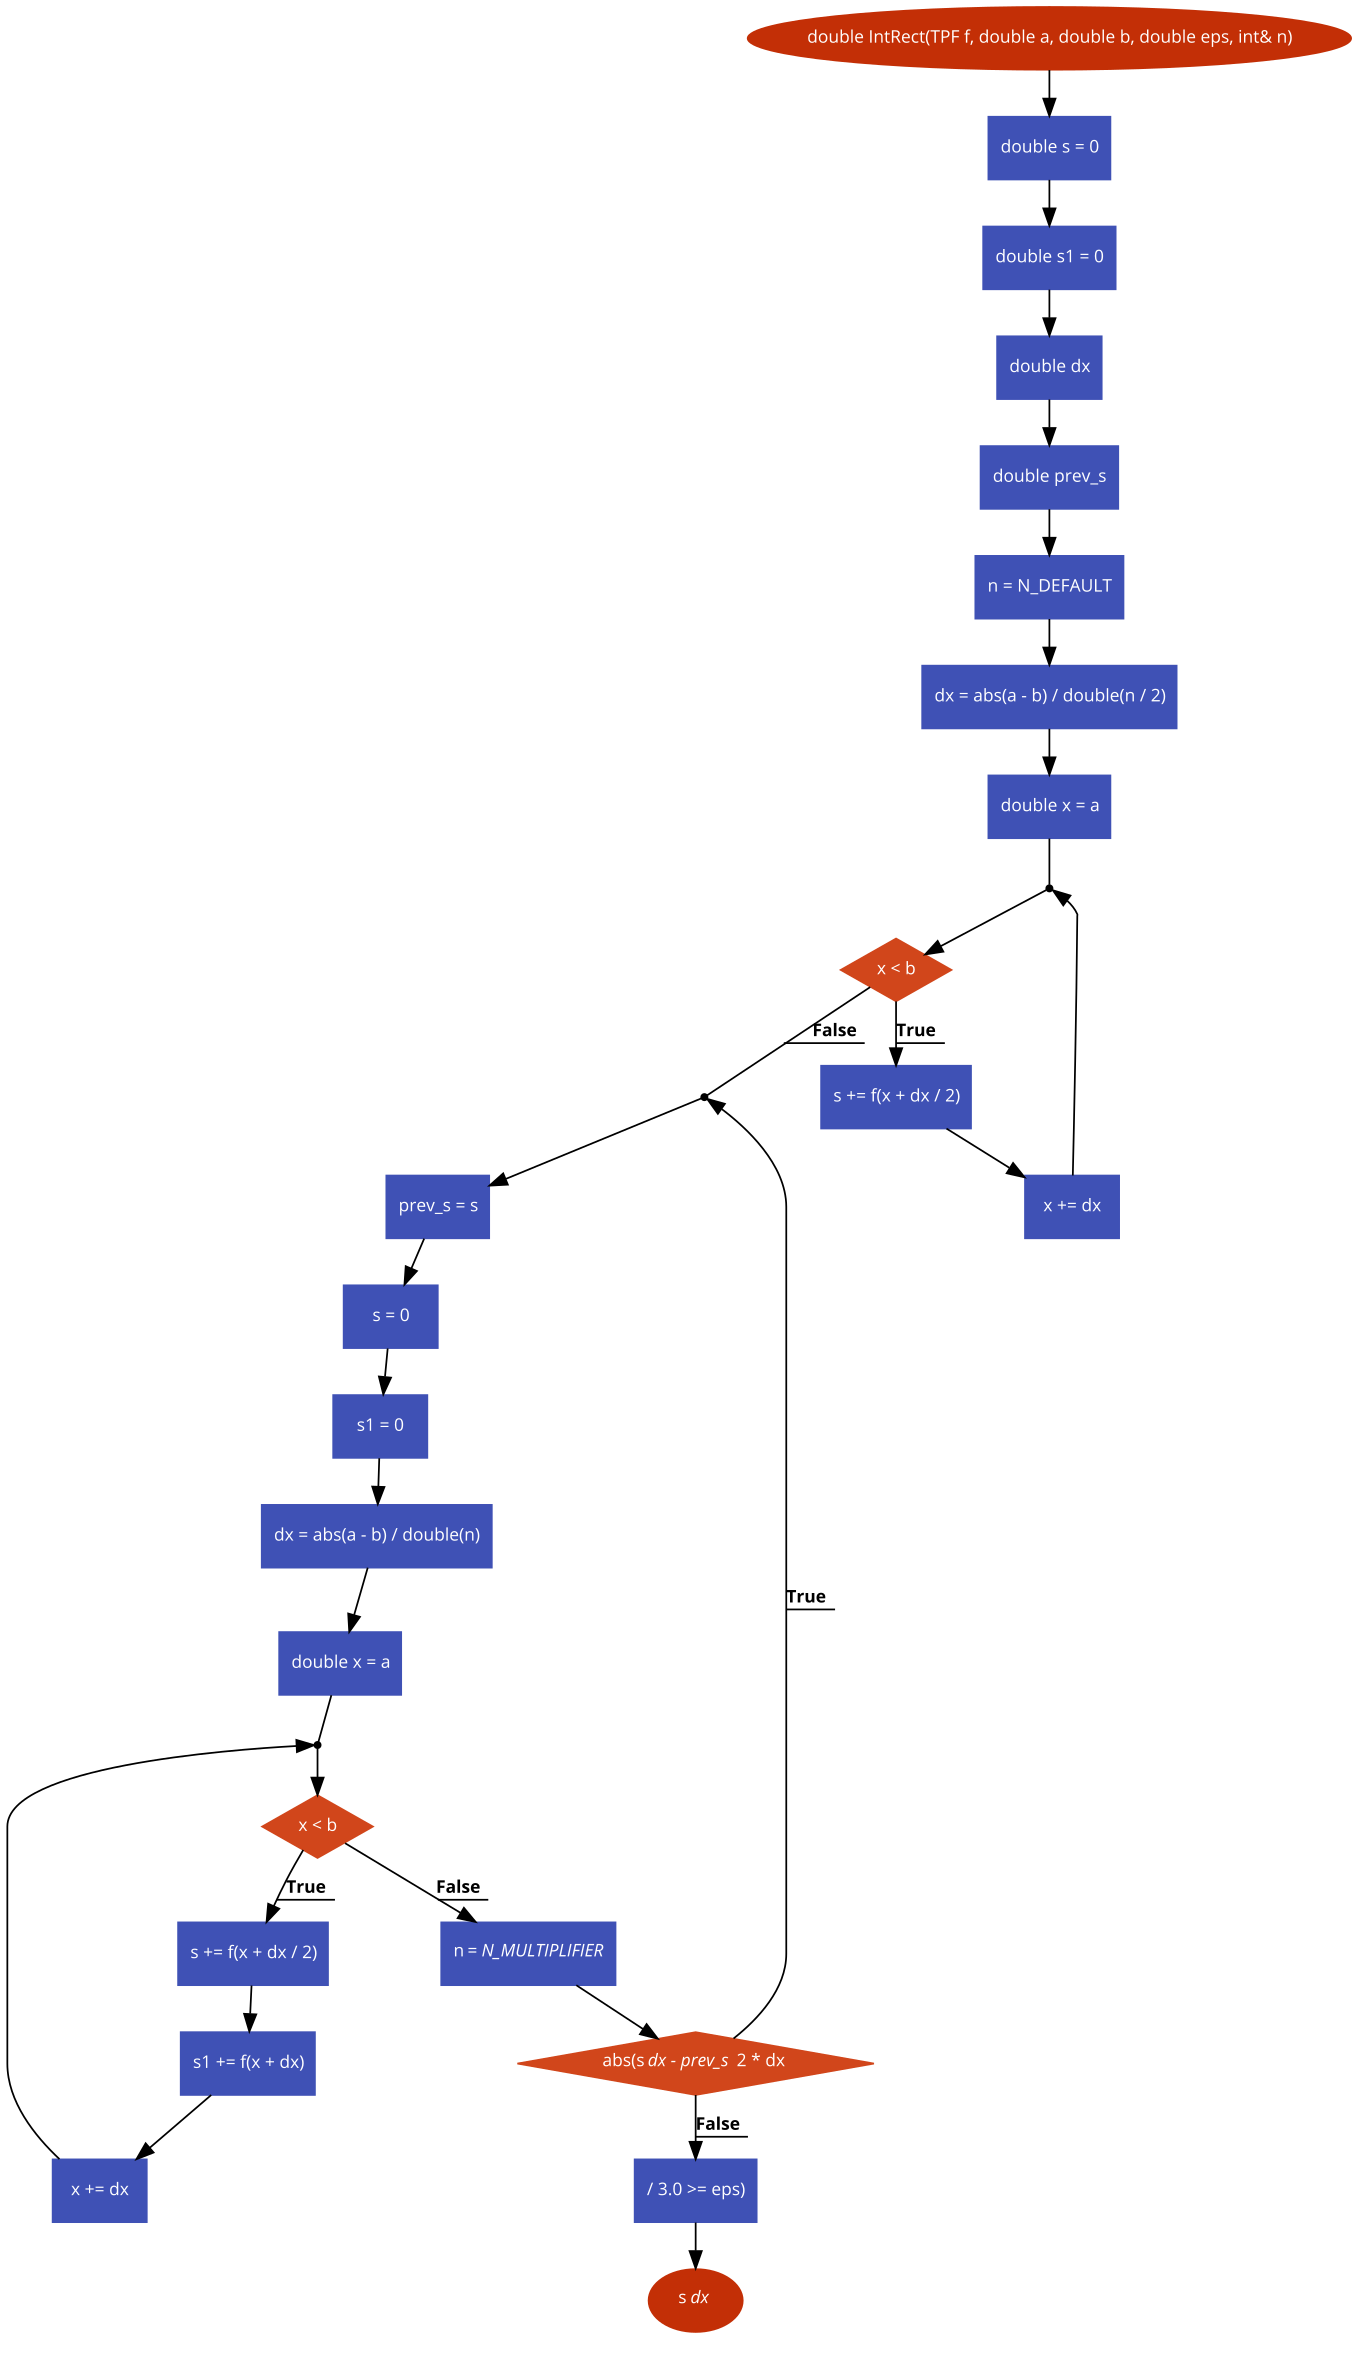 double IntRect(TPF f, double a, double b, double eps, int& n)
double s = 0
double s1 = 0
double dx
double prev_s
n = N_DEFAULT
dx = abs(a - b) / double(n / 2)
double x = a
x < b
False
True
s += f(x + dx / 2)
x += dx
prev_s = s
s = 0
s1 = 0
dx = abs(a - b) / double(n)
True
double x = a
x < b
True
False
s += f(x + dx / 2)
n = N_MULTIPLIFIER
s1 += f(x + dx)
abs(s dx - prev_s 2 * dx
False
x += dx
/ 3.0 >= eps)
s dx